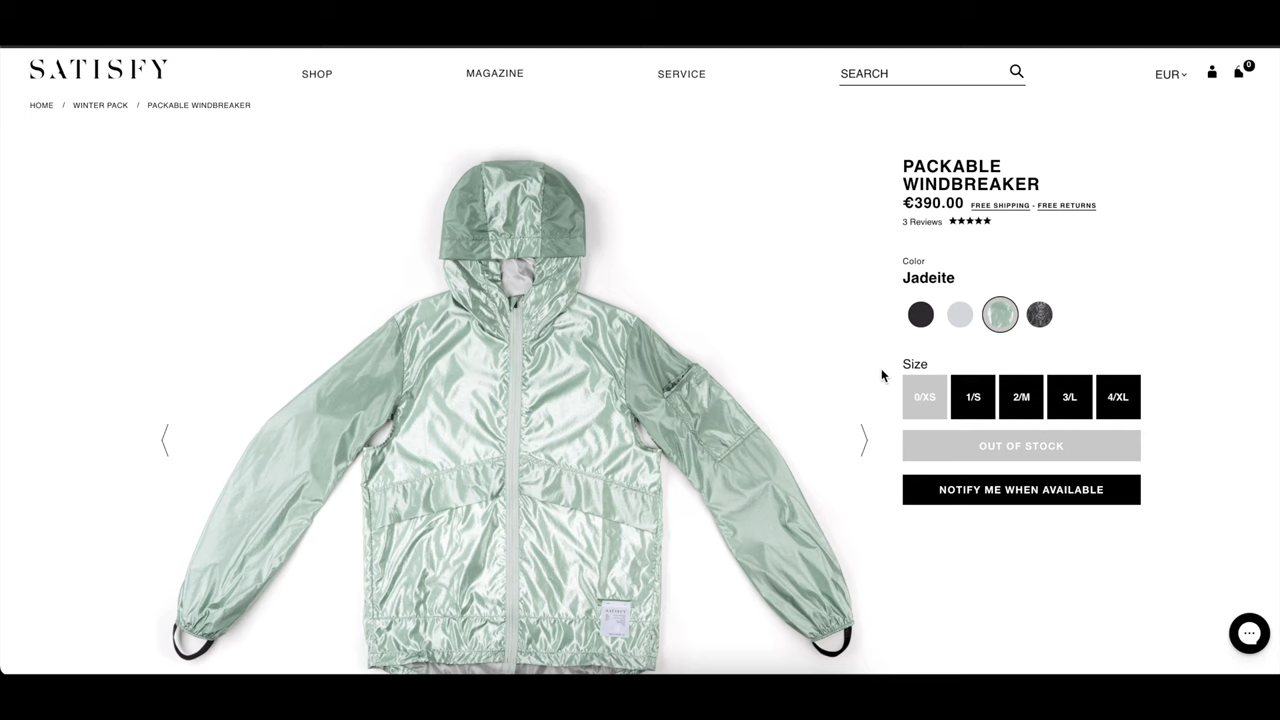 SATISFY
SHOP
MAGAZINE
SERVICE
SEARCH
EUR
0
HOME / WINTER PACK / PACKABLE WINDBREAKER
PACKABLE
WINDBREAKER
€390.00 FREE SHIPPING - FREE RETURNS
3 Reviews ★★★★★
Color
Jadeite
Size
0/XS 1/S 2/M 3/L 4/XL
OUT OF STOCK
NOTIFY ME WHEN AVAILABLE
SATISFY